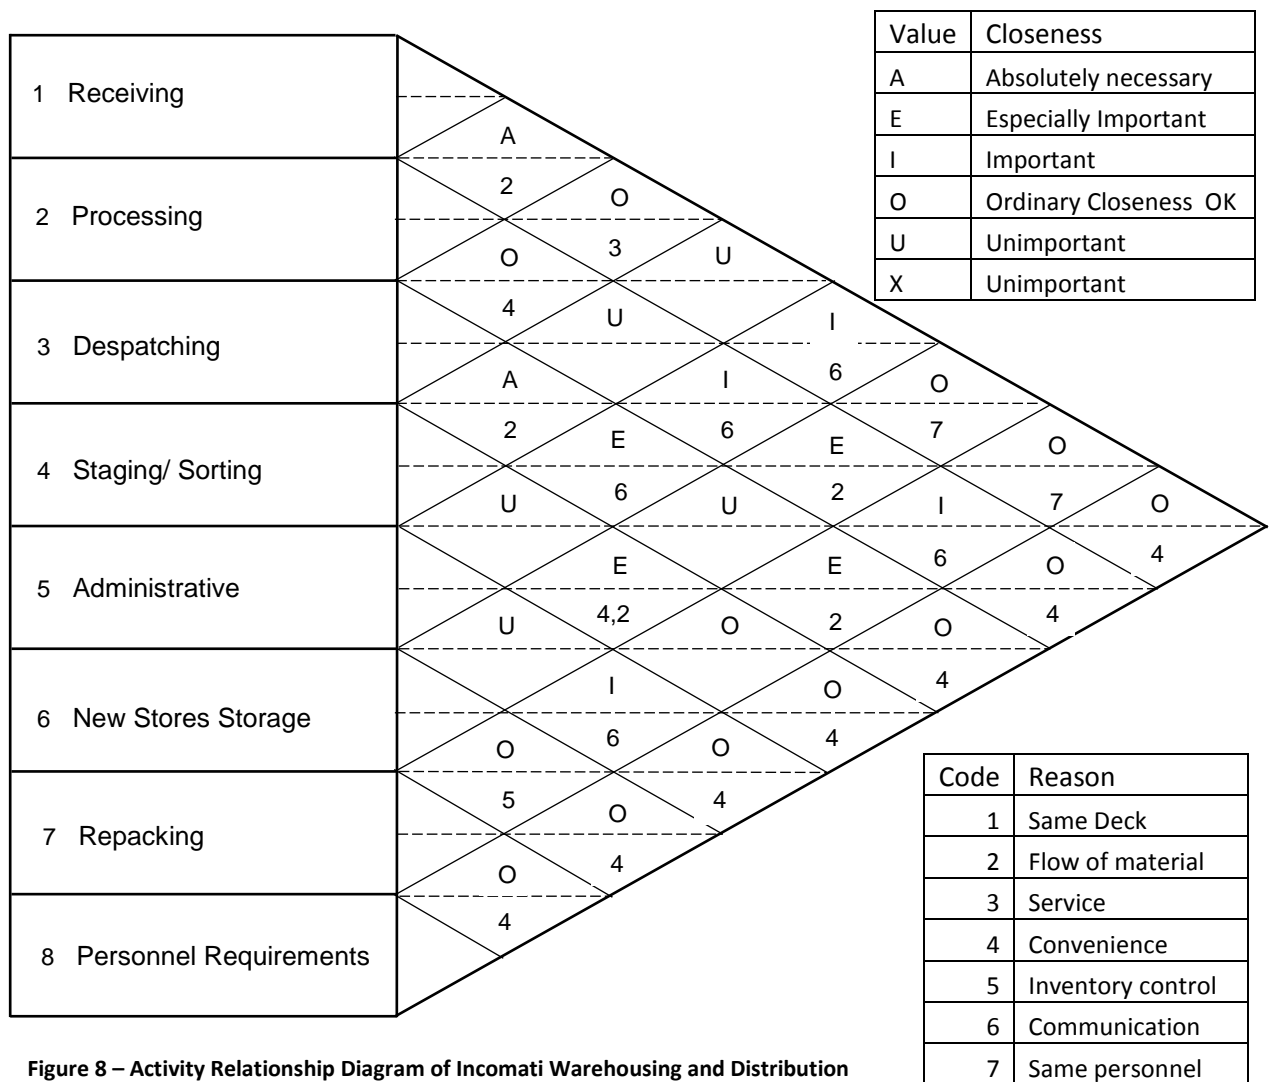 Value Closeness
A Absolutely necessary
E Especially Important
I Important
O Ordinary Closeness OK
U Unimportant
X Unimportant
1 Receiving
2 Processing
3 Despatching
4 Staging/ Sorting
5 Administrative
6 New Stores Storage
7 Repacking
8 Personnel Requirements
A
2 O
O 3 U
4 U I
A I 6 O
2 E 6 E 7 O
U 6 U 2 I 7 O
E E 6 O 4
U 4,2 O 2 O 4
I O 4
O 6 O 4
5 O 4
O 4
4
Code Reason
1 Same Deck
2 Flow of material
3 Service
4 Convenience
5 Inventory control
6 Communication
7 Same personnel
Figure 8 – Activity Relationship Diagram of Incomati Warehousing and Distribution